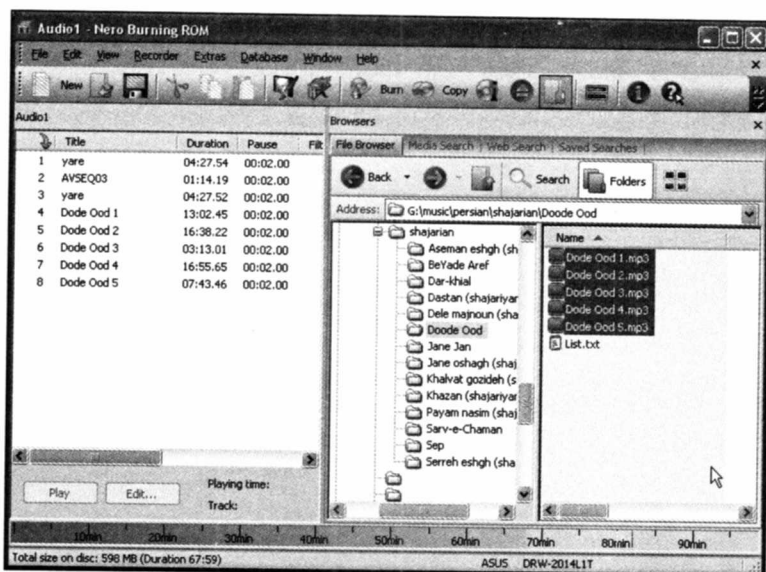 Audio1 - Nero Burning ROM
File Edit View Recorder Extras Database Window Help
New Burn Copy
Audio1
Title Duration Pause Filt
1 yare 04:27.54 00:02.00
2 AVSEQ03 01:14.19 00:02.00
3 yare 04:27.52 00:02.00
4 Dode Ood 1 13:02.45 00:02.00
5 Dode Ood 2 16:38.22 00:02.00
6 Dode Ood 3 03:13.01 00:02.00
7 Dode Ood 4 16:55.65 00:02.00
8 Dode Ood 5 07:43.46 00:02.00
Play Edit...
Playing time:
Track:
Browsers
File Browser Media Search Web Search Saved Searches
Back Search Folders
Address: G:\music\persian\shajarian\Doode Ood
shajarian
Aseman eshgh (sh
BeYade Aref
Dar-khial
Dastan (shajariyar
Dele majnoun (sha
Doode Ood
Jane Jan
Jane oshagh (shaj
Khalvat gozideh (s
Khazan (shajariyar
Payam nasim (shaj
Sarv-e-Chaman
Sep
Serreh eshgh (sha
Name
Dode Ood 1.mp3
Dode Ood 2.mp3
Dode Ood 3.mp3
Dode Ood 4.mp3
Dode Ood 5.mp3
List.txt
10min 20min 30min 40min 50min 60min 70min 80min 90min
Total size on disc: 598 MB (Duration 67:59) ASUS DRW-2014L1T